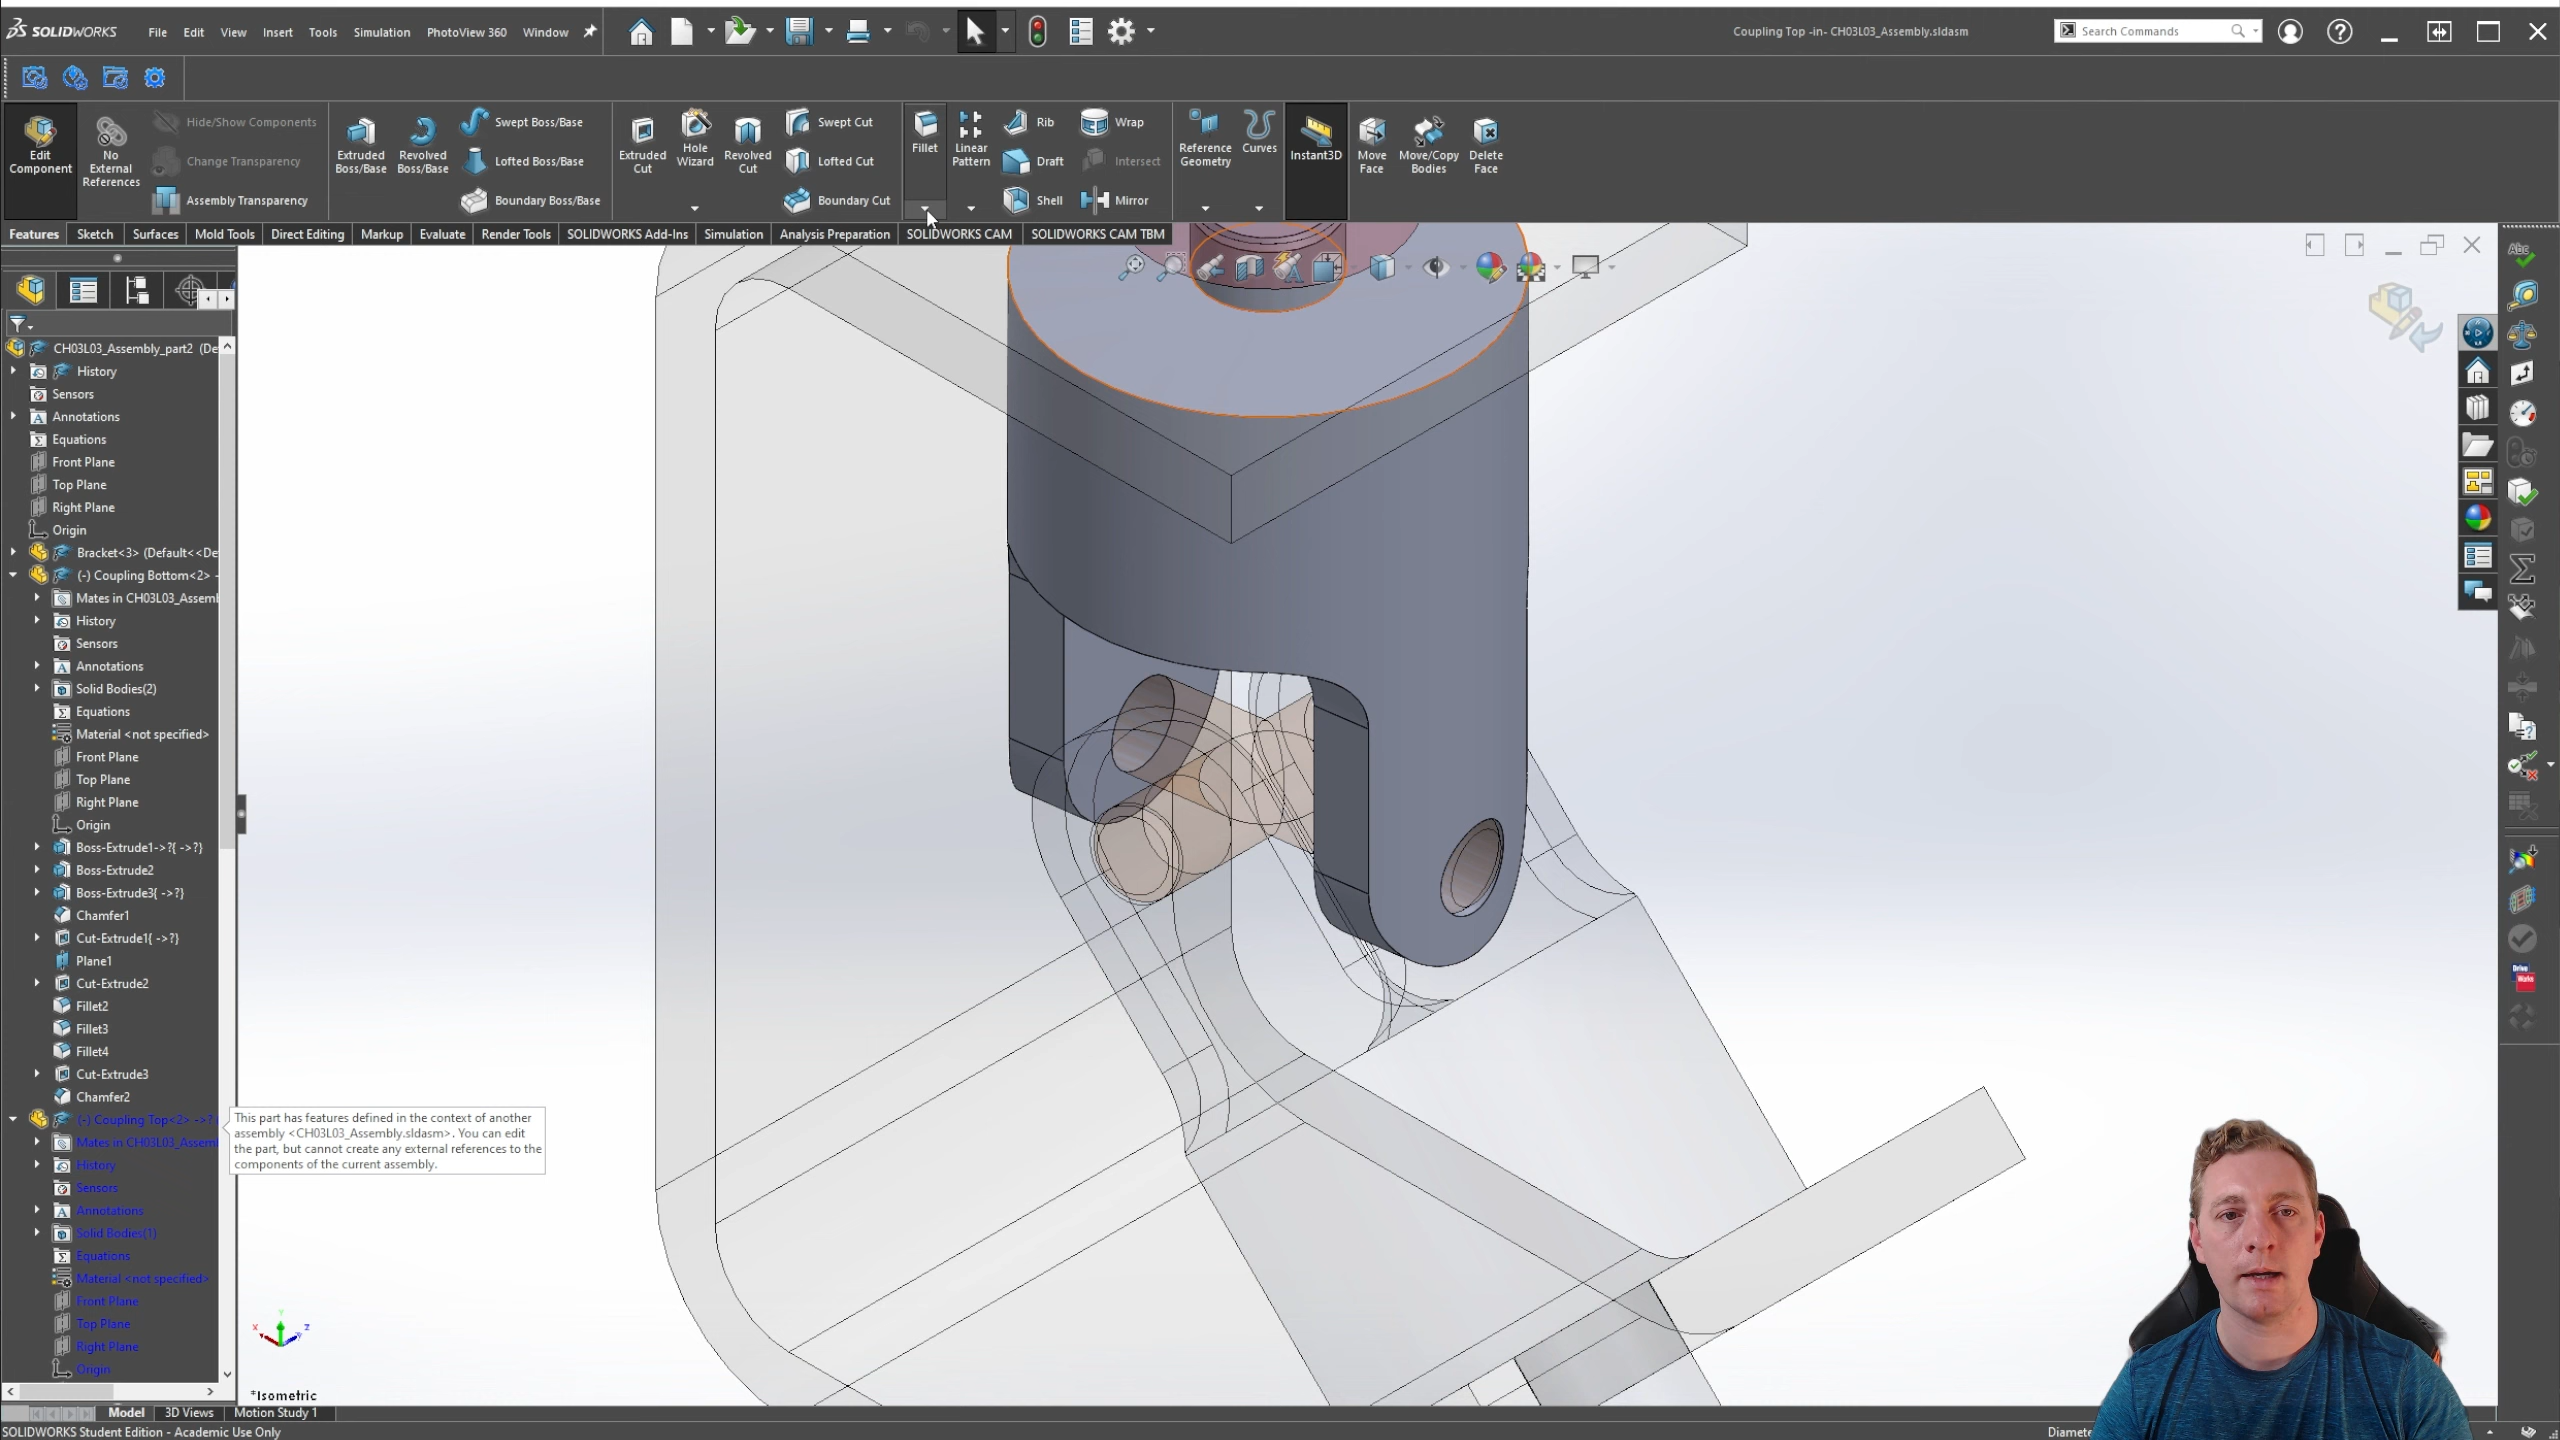 SOLIDWORKS File Edit View Insert Tools Simulation PhotoView 360 Window
Coupling Top -in- CH03L03_Assembly.sldasm
Search Commands
Edit Component
No External References
Hide/Show Components
Change Transparency
Assembly Transparency
Extruded Boss/Base
Revolved Boss/Base
Swept Boss/Base
Lofted Boss/Base
Boundary Boss/Base
Extruded Cut
Hole Wizard
Revolved Cut
Swept Cut
Lofted Cut
Boundary Cut
Fillet
Linear Pattern
Rib
Draft
Shell
Wrap
Intersect
Mirror
Reference Geometry
Curves
Instant3D
Move Face
Move/Copy Bodies
Delete Face
Features Sketch Surfaces Mold Tools Direct Editing Markup Evaluate Render Tools SOLIDWORKS Add-Ins Simulation Analysis Preparation SOLIDWORKS CAM SOLIDWORKS CAM TBM
CH03L03_Assembly_part2 (De
History
Sensors
Annotations
Equations
Front Plane
Top Plane
Right Plane
Origin
Bracket<3> (Default<<De
(-) Coupling Bottom<2> -
Mates in CH03L03_Assem
History
Sensors
Annotations
Solid Bodies(2)
Equations
Material <not specified>
Front Plane
Top Plane
Right Plane
Origin
Boss-Extrude1->?{ ->?}
Boss-Extrude2
Boss-Extrude3{ ->?}
Chamfer1
Cut-Extrude1{ ->?}
Plane1
Cut-Extrude2
Fillet2
Fillet3
Fillet4
Cut-Extrude3
Chamfer2
(-) Coupling Top<2> ->?
Mates in CH03L03_Assem
History
Sensors
Annotations
Solid Bodies(1)
Equations
Material <not specified>
Front Plane
Top Plane
Right Plane
Origin
This part has features defined in the context of another
assembly <CH03L03_Assembly.sldasm>. You can edit
the part, but cannot create any external references to the
components of the current assembly.
*Isometric
Model 3D Views Motion Study 1
SOLIDWORKS Student Edition - Academic Use Only
Diamete